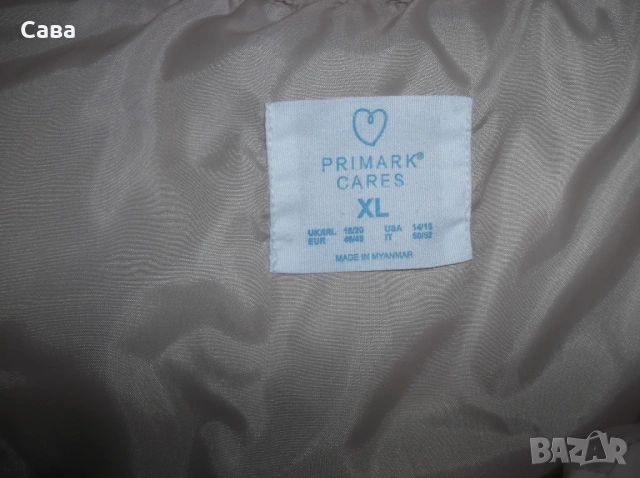 Сава
PRIMARK®
CARES
XL
UK/IRL 18/20 USA 14/16
EUR 46/48 IT 50/52
MADE IN MYANMAR
BAZAR